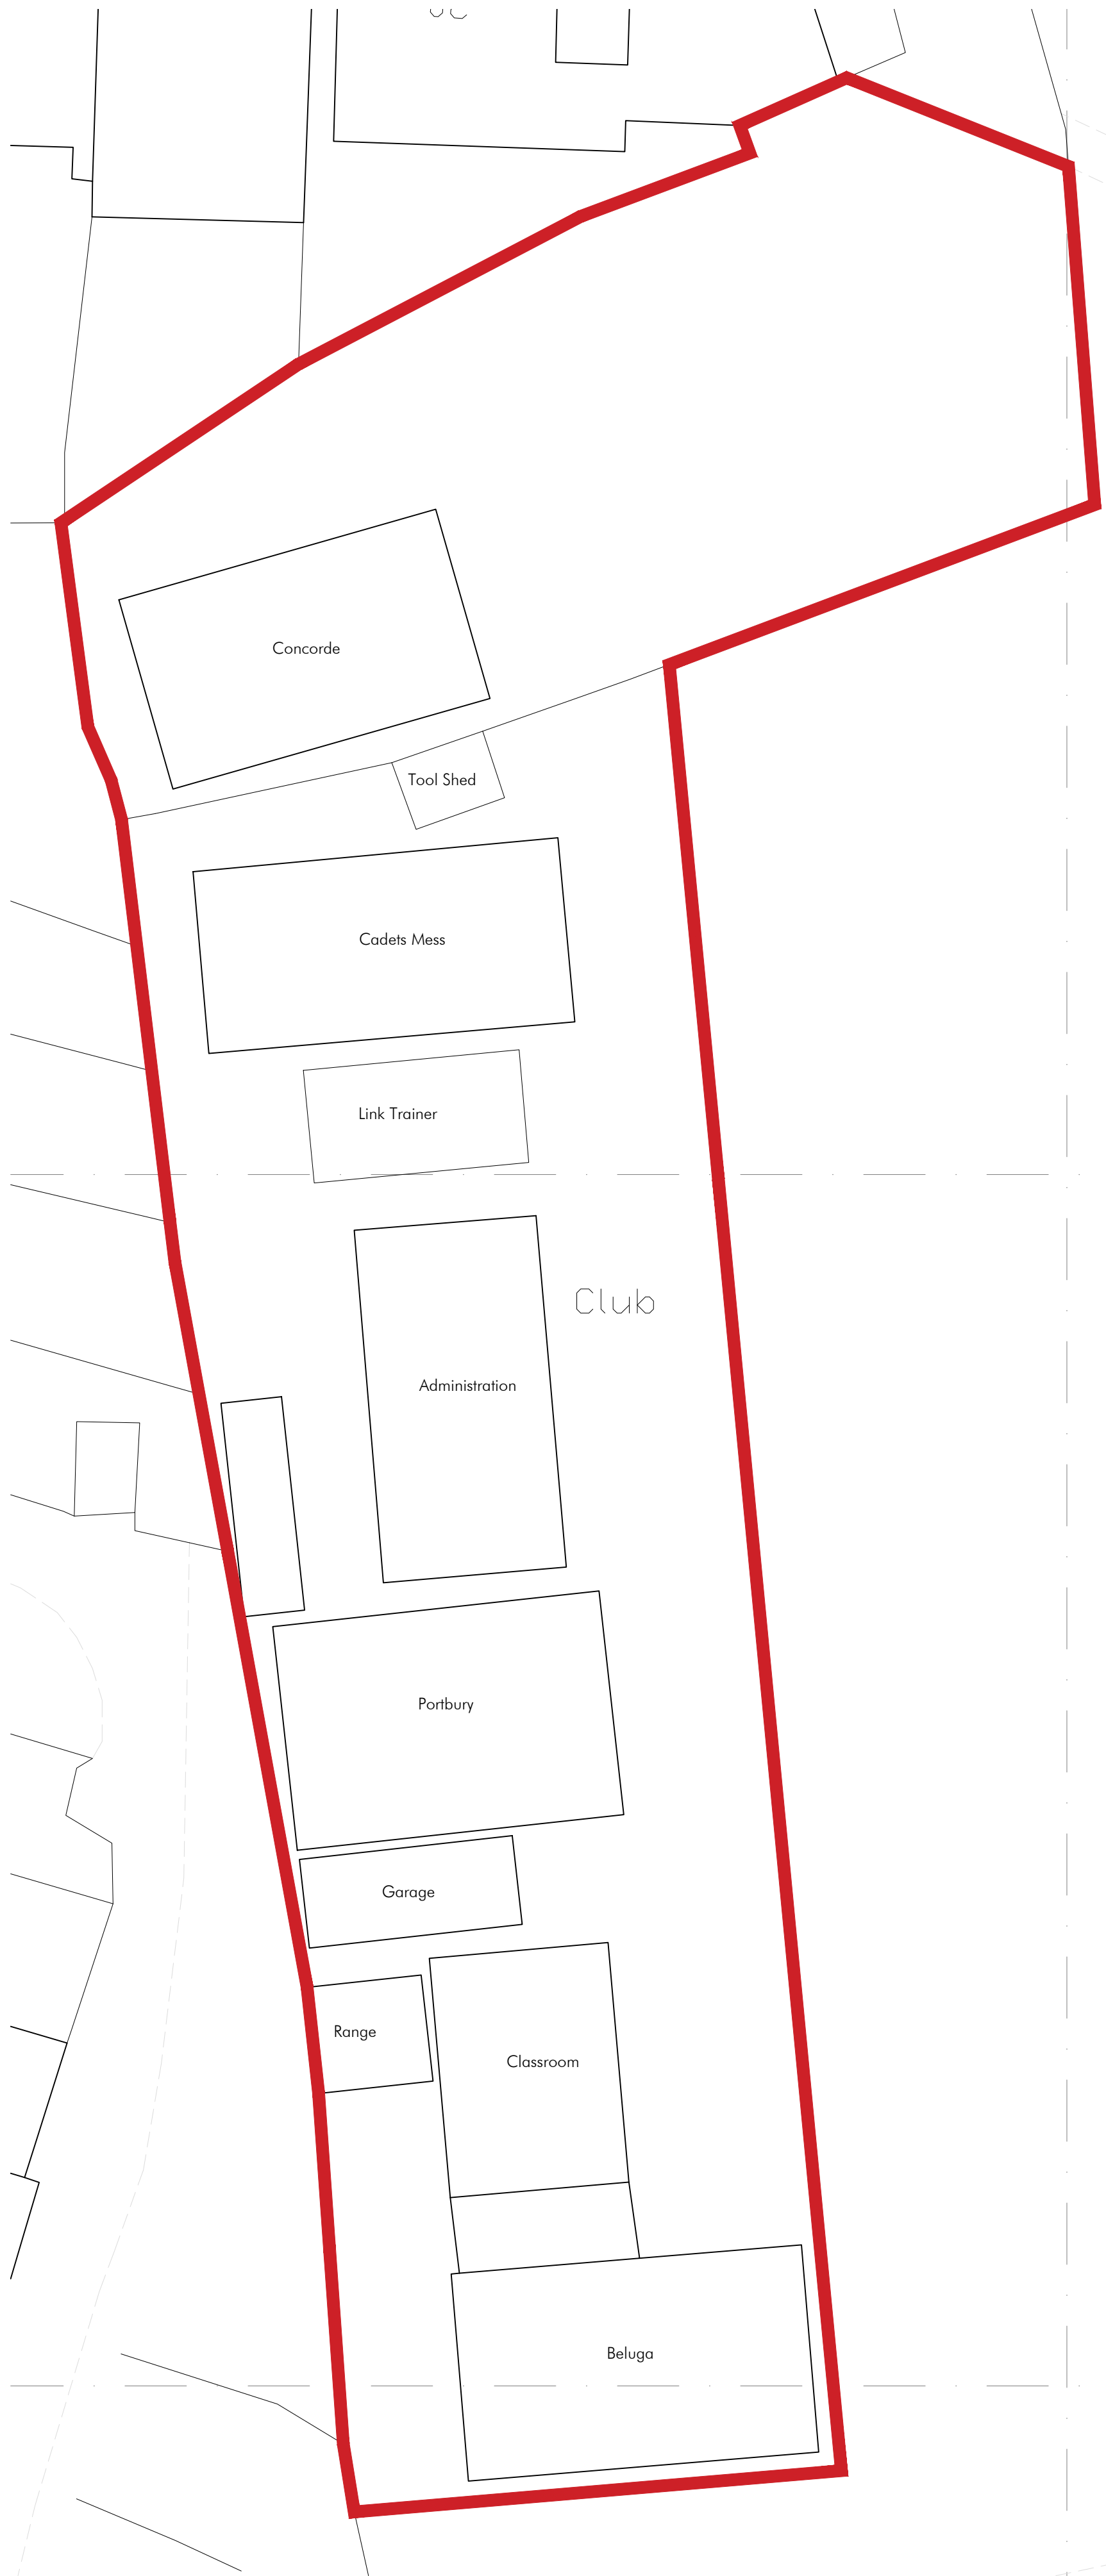 Concorde
Tool Shed
Cadets Mess
Link Trainer
Club
Administration
Portbury
Garage
Range
Classroom
Beluga